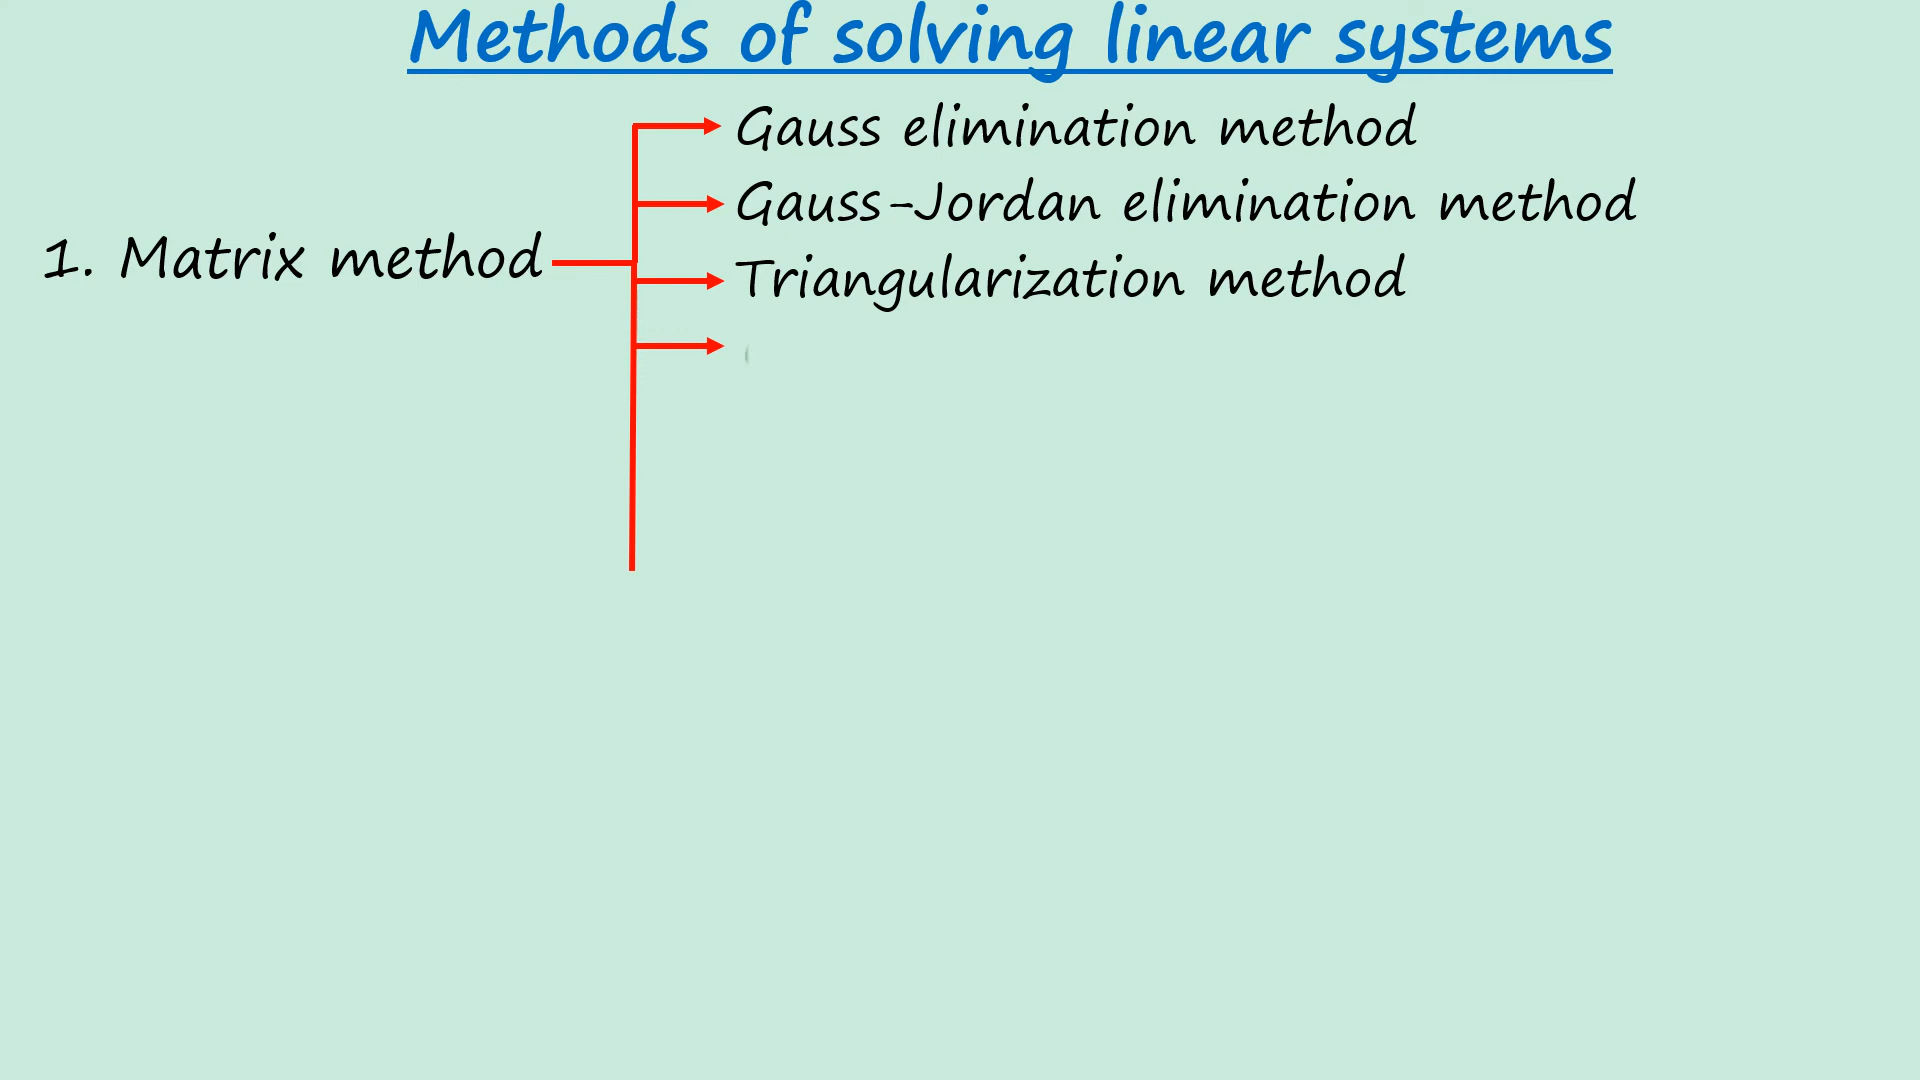 Methods of solving linear systems
Gauss elimination method
Gauss-Jordan elimination method
1. Matrix method
Triangularization method